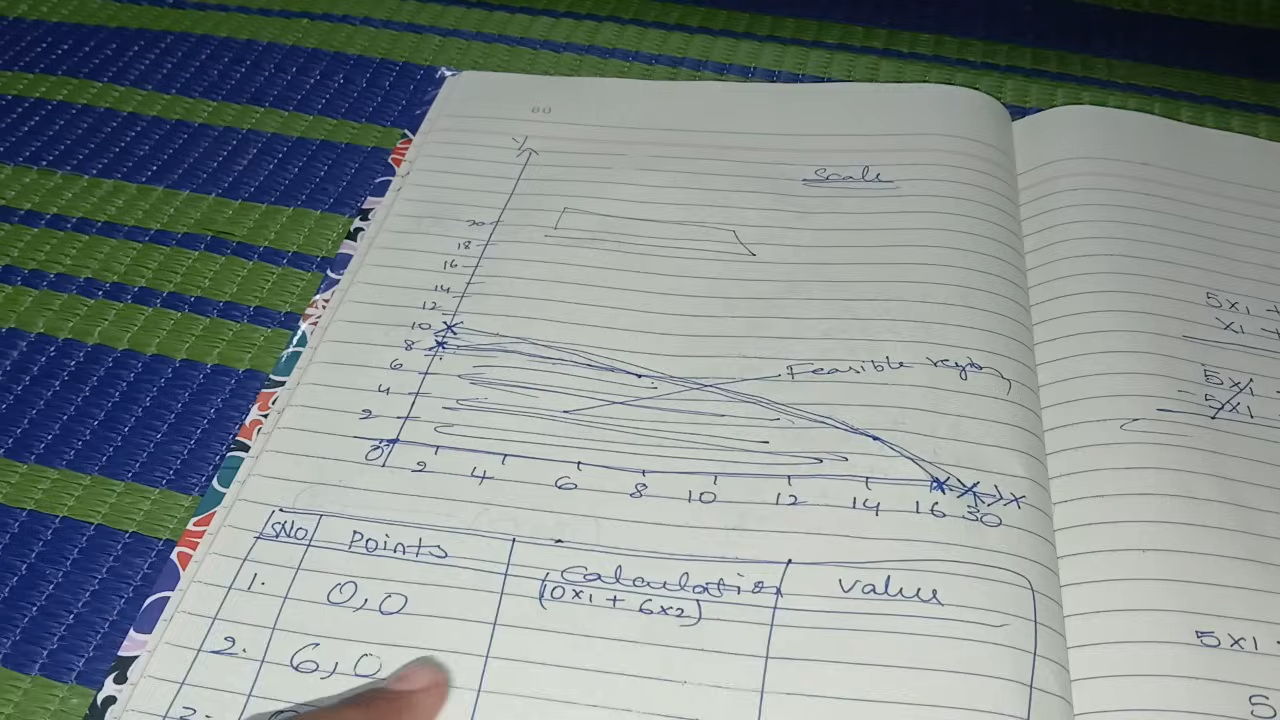 60
Y
Scale
20
18
16
14
12
10
8
6
4
2
0
Feasible
2 4 6 8 10 12 14 16 30 X
SNO Points Calculation Value
(10x1 + 6x2)
1. 0,0
2. 6,0
3.
5x1 +
x1 +
5x1
- 5x1
5x1
5